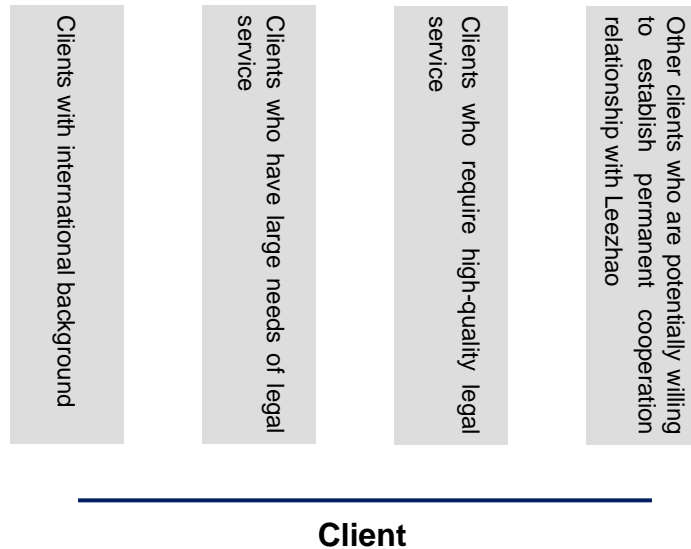 Clients with international background
Clients who have large needs of legal
service
Clients who require high-quality legal
service
Other clients who are potentially willing
to establish permanent cooperation
relationship with Leezhao
Client